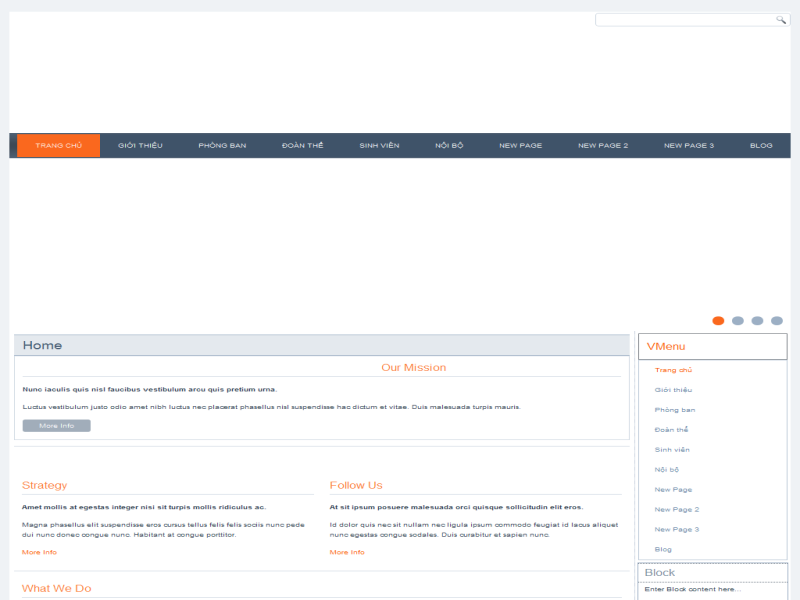 TRANG CHỦ GIỚI THIỆU PHÒNG BAN ĐOÀN THỂ SINH VIÊN NỘI BỘ NEW PAGE NEW PAGE 2 NEW PAGE 3 BLOG
Home
Our Mission
Nunc iaculis quis nisl faucibus vestibulum arcu quis pretium urna.
Luctus vestibulum justo odio amet nibh luctus nec placerat phasellus nisl suspendisse hac dictum et vitae. Duis malesuada turpis mauris.
More Info
Strategy
Amet mollis at egestas integer nisi sit turpis mollis ridiculus ac.
Magna phasellus elit suspendisse eros cursus tellus felis felis sociis nunc pede
dui nunc donec congue nunc. Habitant at congue porttitor.
More Info
Follow Us
At sit ipsum posuere malesuada orci quisque sollicitudin elit eros.
Id dolor quis nec sit nullam nec ligula ipsum commodo feugiat id lacus aliquet
nunc egestas congue sodales. Duis curabitur et sapien nunc.
More Info
What We Do
VMenu
Trang chủ
Giới thiệu
Phòng ban
Đoàn thể
Sinh viên
Nội bộ
New Page
New Page 2
New Page 3
Blog
Block
Enter Block content here...